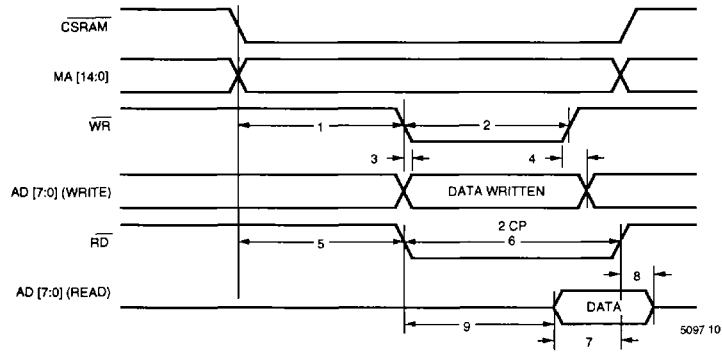 CSRAM
MA [14:0]
1
2
WR
3
4
AD [7:0] (WRITE)
DATA WRITTEN
2 CP
RD
5
6
8
AD [7:0] (READ)
DATA
9
7
5097 10